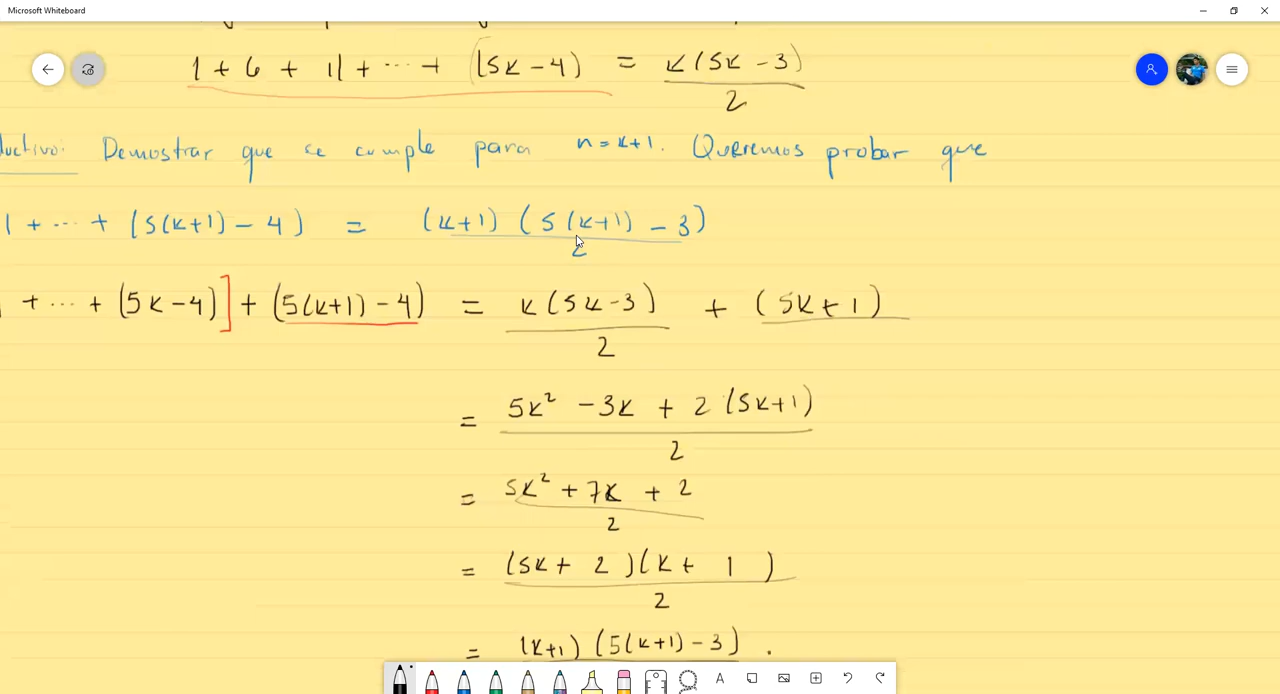 Microsoft Whiteboard
1 + 6 + 11 + ... + (5k - 4) = k(5k - 3) / 2
ductivo: Demostrar que se cumple para n = k+1. Queremos probar que
1 + ... + (5(k+1) - 4) = (k+1) (5(k+1) - 3) / 2
+ ... + (5k-4)] + (5(k+1) - 4) = k(5k-3) / 2 + (5k+1)
= 5k² - 3k + 2(5k+1) / 2
= 5k² + 7k + 2 / 2
= (5k + 2)(k + 1) / 2
= (k+1) (5(k+1) - 3) .
A